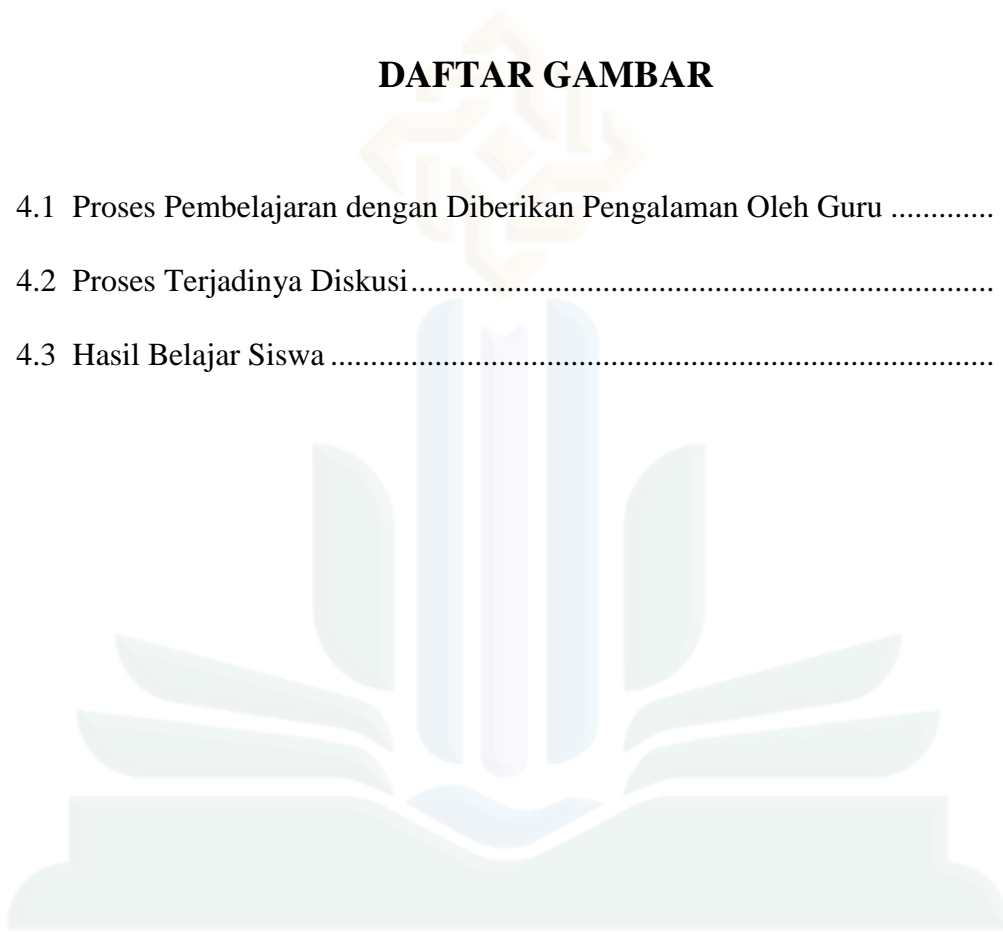 DAFTAR GAMBAR
4.1 Proses Pembelajaran dengan Diberikan Pengalaman Oleh Guru .............
4.2 Proses Terjadinya Diskusi.........................................................................
4.3 Hasil Belajar Siswa ...................................................................................